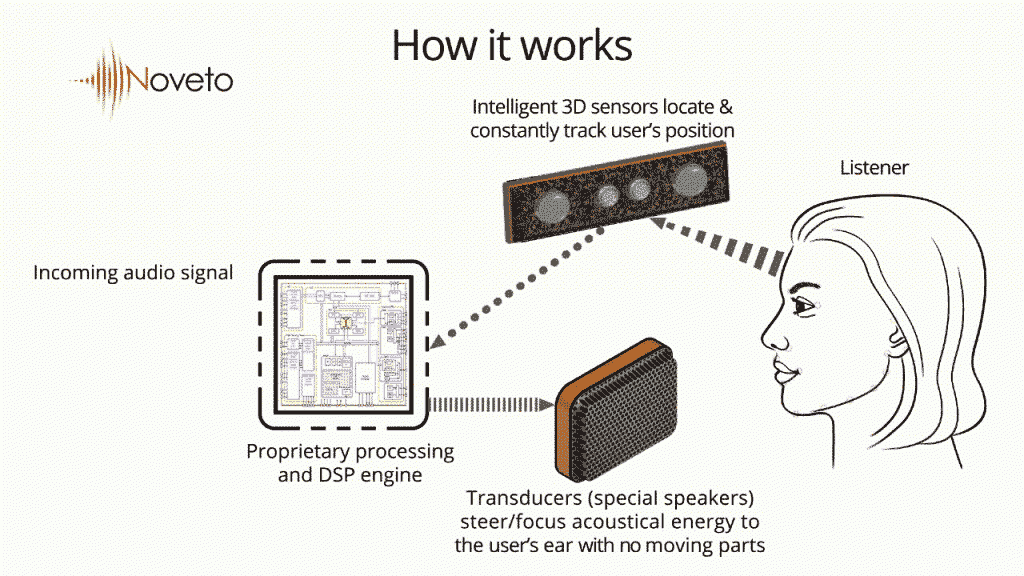 How it works
Noveto
Intelligent 3D sensors locate &
constantly track user's position
Listener
Incoming audio signal
Proprietary processing
and DSP engine
Transducers (special speakers)
steer/focus acoustical energy to
the user's ear with no moving parts